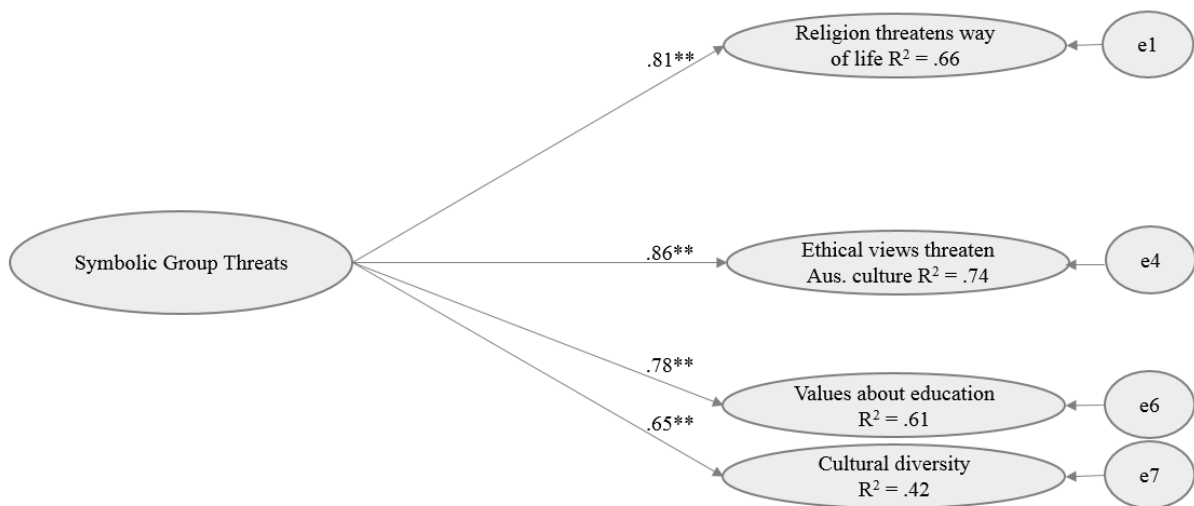 Religion threatens way
of life R² = .66
e1
.81**
Symbolic Group Threats
.86**
Ethical views threaten
Aus. culture R² = .74
e4
.78**
Values about education
R² = .61
e6
.65**
Cultural diversity
R² = .42
e7